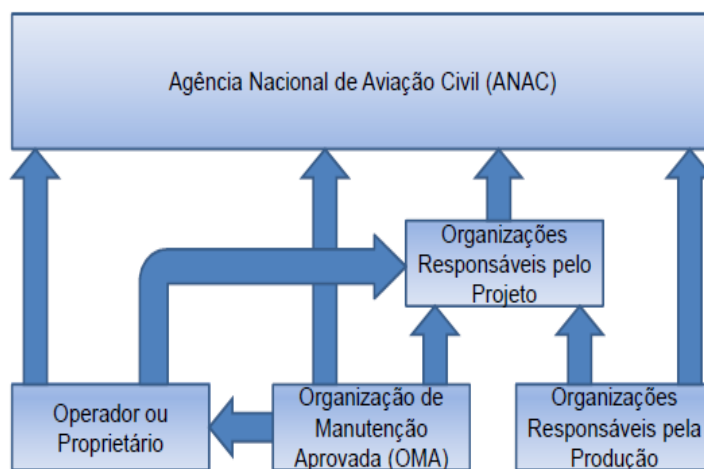 Agência Nacional de Aviação Civil (ANAC)
Organizações
Responsáveis pelo
Projeto
Operador ou
Proprietário
Organização de
Manutenção
Aprovada (OMA)
Organizações
Responsáveis pela
Produção